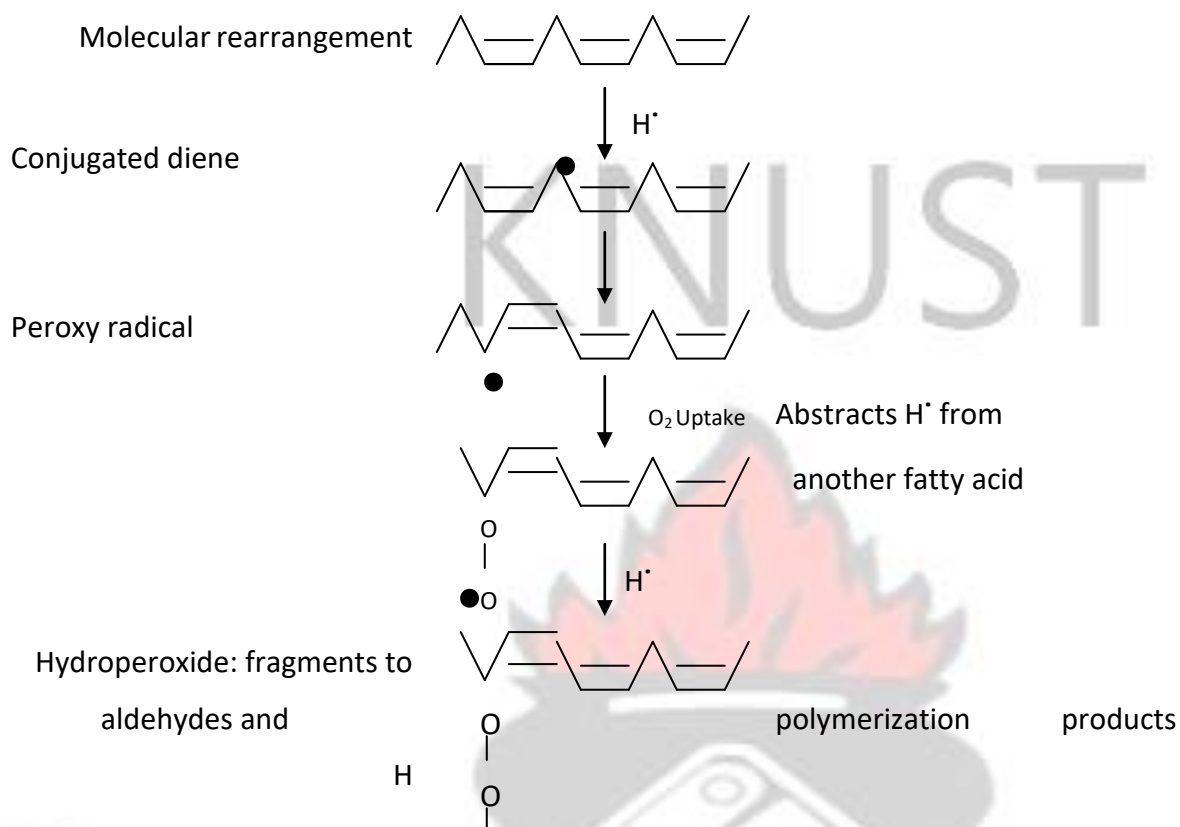 Molecular rearrangement
H•
Conjugated diene
KNUST
Peroxy radical
O₂ Uptake Abstracts H• from
another fatty acid
O
O
H•
Hydroperoxide: fragments to
aldehydes and polymerization products
O
H
O